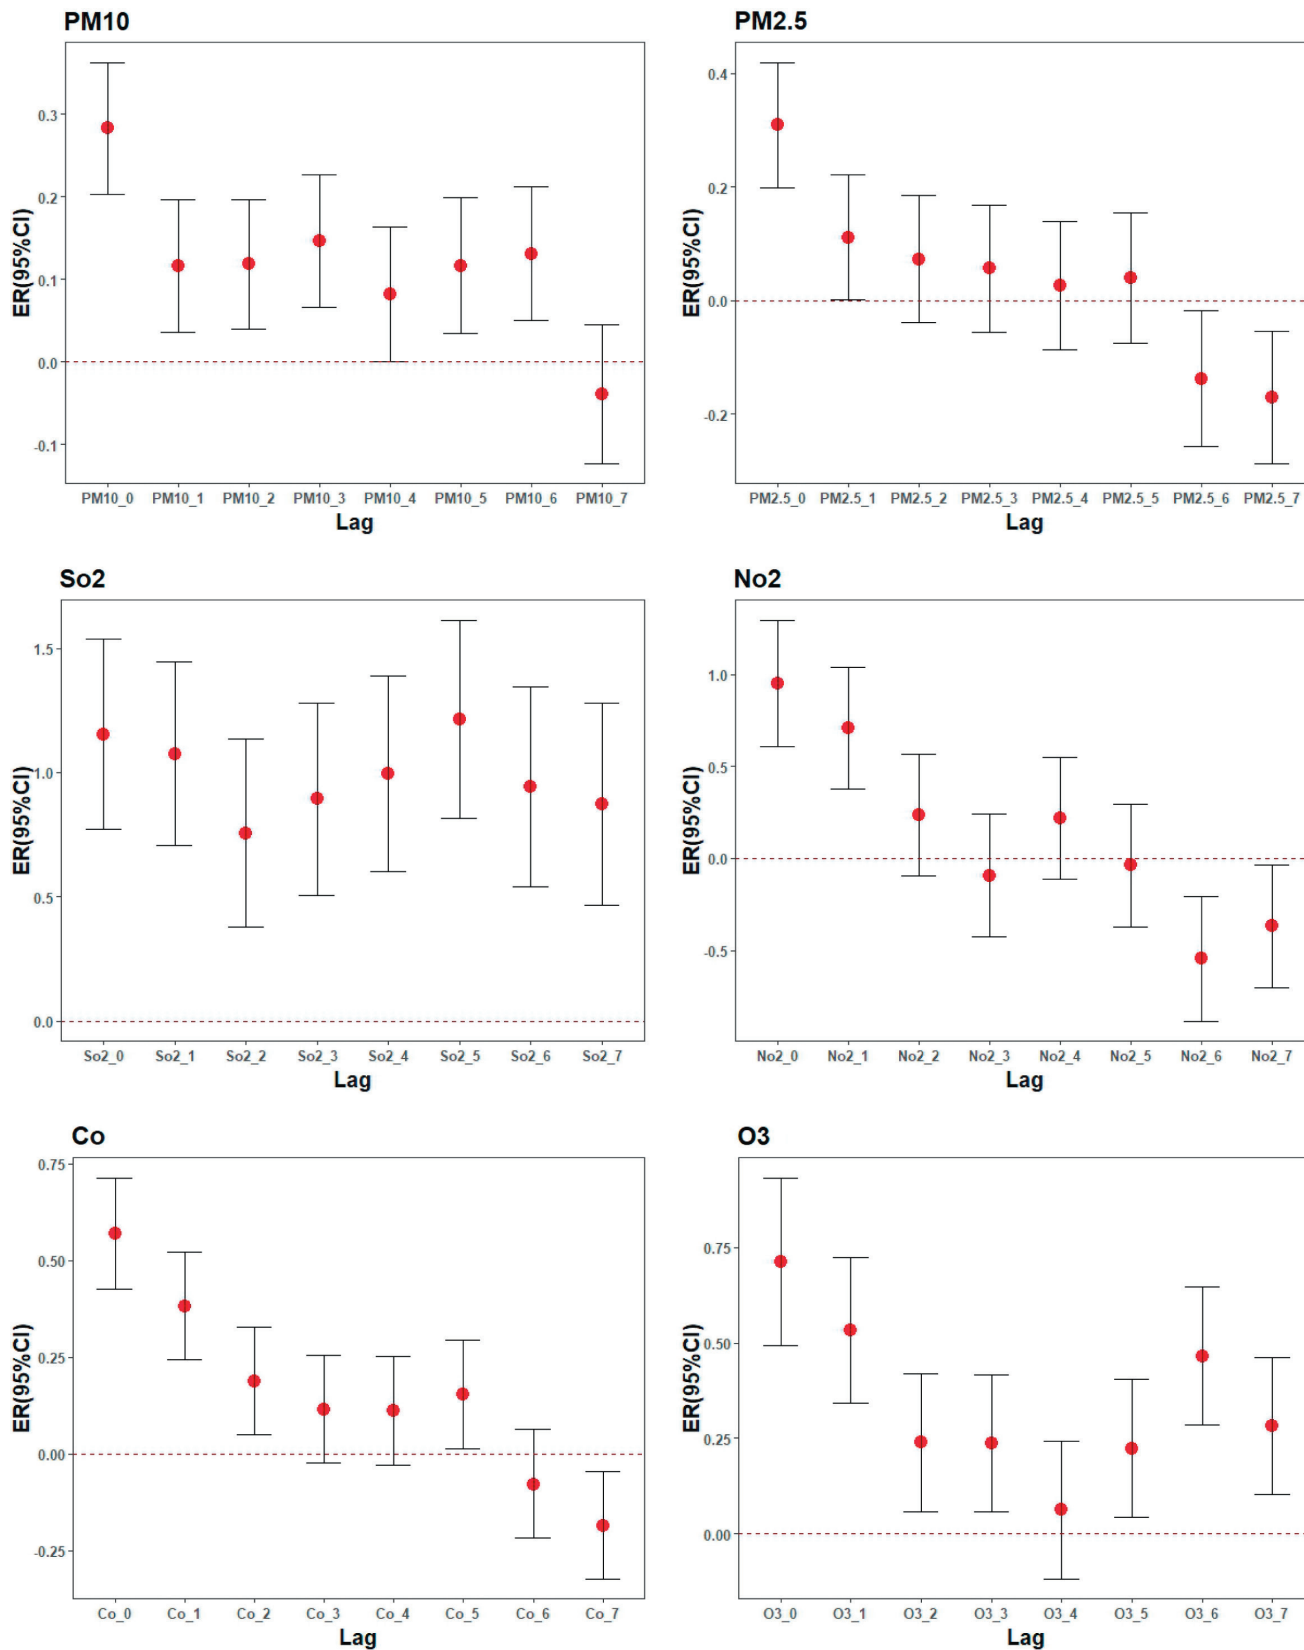 PM10
ER(95%CI)
0.3
0.2
0.1
0.0
-0.1
PM10_0 PM10_1 PM10_2 PM10_3 PM10_4 PM10_5 PM10_6 PM10_7
Lag
PM2.5
ER(95%CI)
0.4
0.2
0.0
-0.2
PM2.5_0 PM2.5_1 PM2.5_2 PM2.5_3 PM2.5_4 PM2.5_5 PM2.5_6 PM2.5_7
Lag
So2
ER(95%CI)
1.5
1.0
0.5
0.0
So2_0 So2_1 So2_2 So2_3 So2_4 So2_5 So2_6 So2_7
Lag
No2
ER(95%CI)
1.0
0.5
0.0
-0.5
No2_0 No2_1 No2_2 No2_3 No2_4 No2_5 No2_6 No2_7
Lag
Co
ER(95%CI)
0.75
0.50
0.25
0.00
-0.25
Co_0 Co_1 Co_2 Co_3 Co_4 Co_5 Co_6 Co_7
Lag
O3
ER(95%CI)
0.75
0.50
0.25
0.00
O3_0 O3_1 O3_2 O3_3 O3_4 O3_5 O3_6 O3_7
Lag